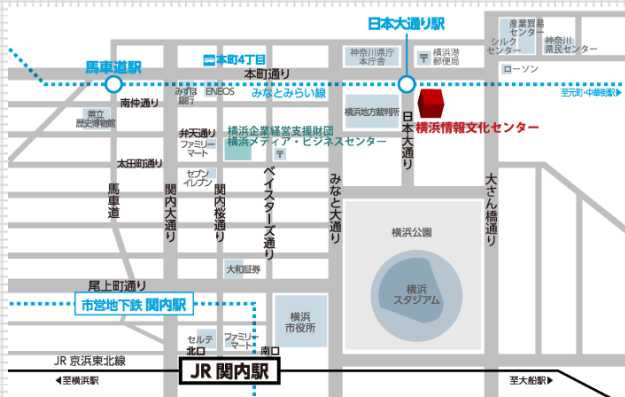 日本大通り駅
産業貿易
センター
シルク
センター
神奈川
県民センター
本町4丁目
神奈川県庁
本庁舎
〒
横浜港
郵便局
馬車道駅
本町通り
ローソン
みずほ
銀行
ENEOS
みなとみらい線
至元町・中華街駅▶
南仲通り
県立
歴史博物館
横浜地方裁判所
日本大通り
横浜情報文化センター
弁天通り
ファミリー
マート
横浜企業経営支援財団
横浜メディア・ビジネスセンター
〒
太田町通り
セブン
イレブン
馬車道
関内大通り
関内桜通り
ベイスターズ通り
みなと大通り
大さん橋通り
横浜公園
大和証券
尾上町通り
横浜
スタジアム
市営地下鉄 関内駅
横浜
市役所
セルテ
ファミリー
マート
北口
南口
JR 京浜東北線
JR 関内駅
◀至横浜駅
至大船駅▶